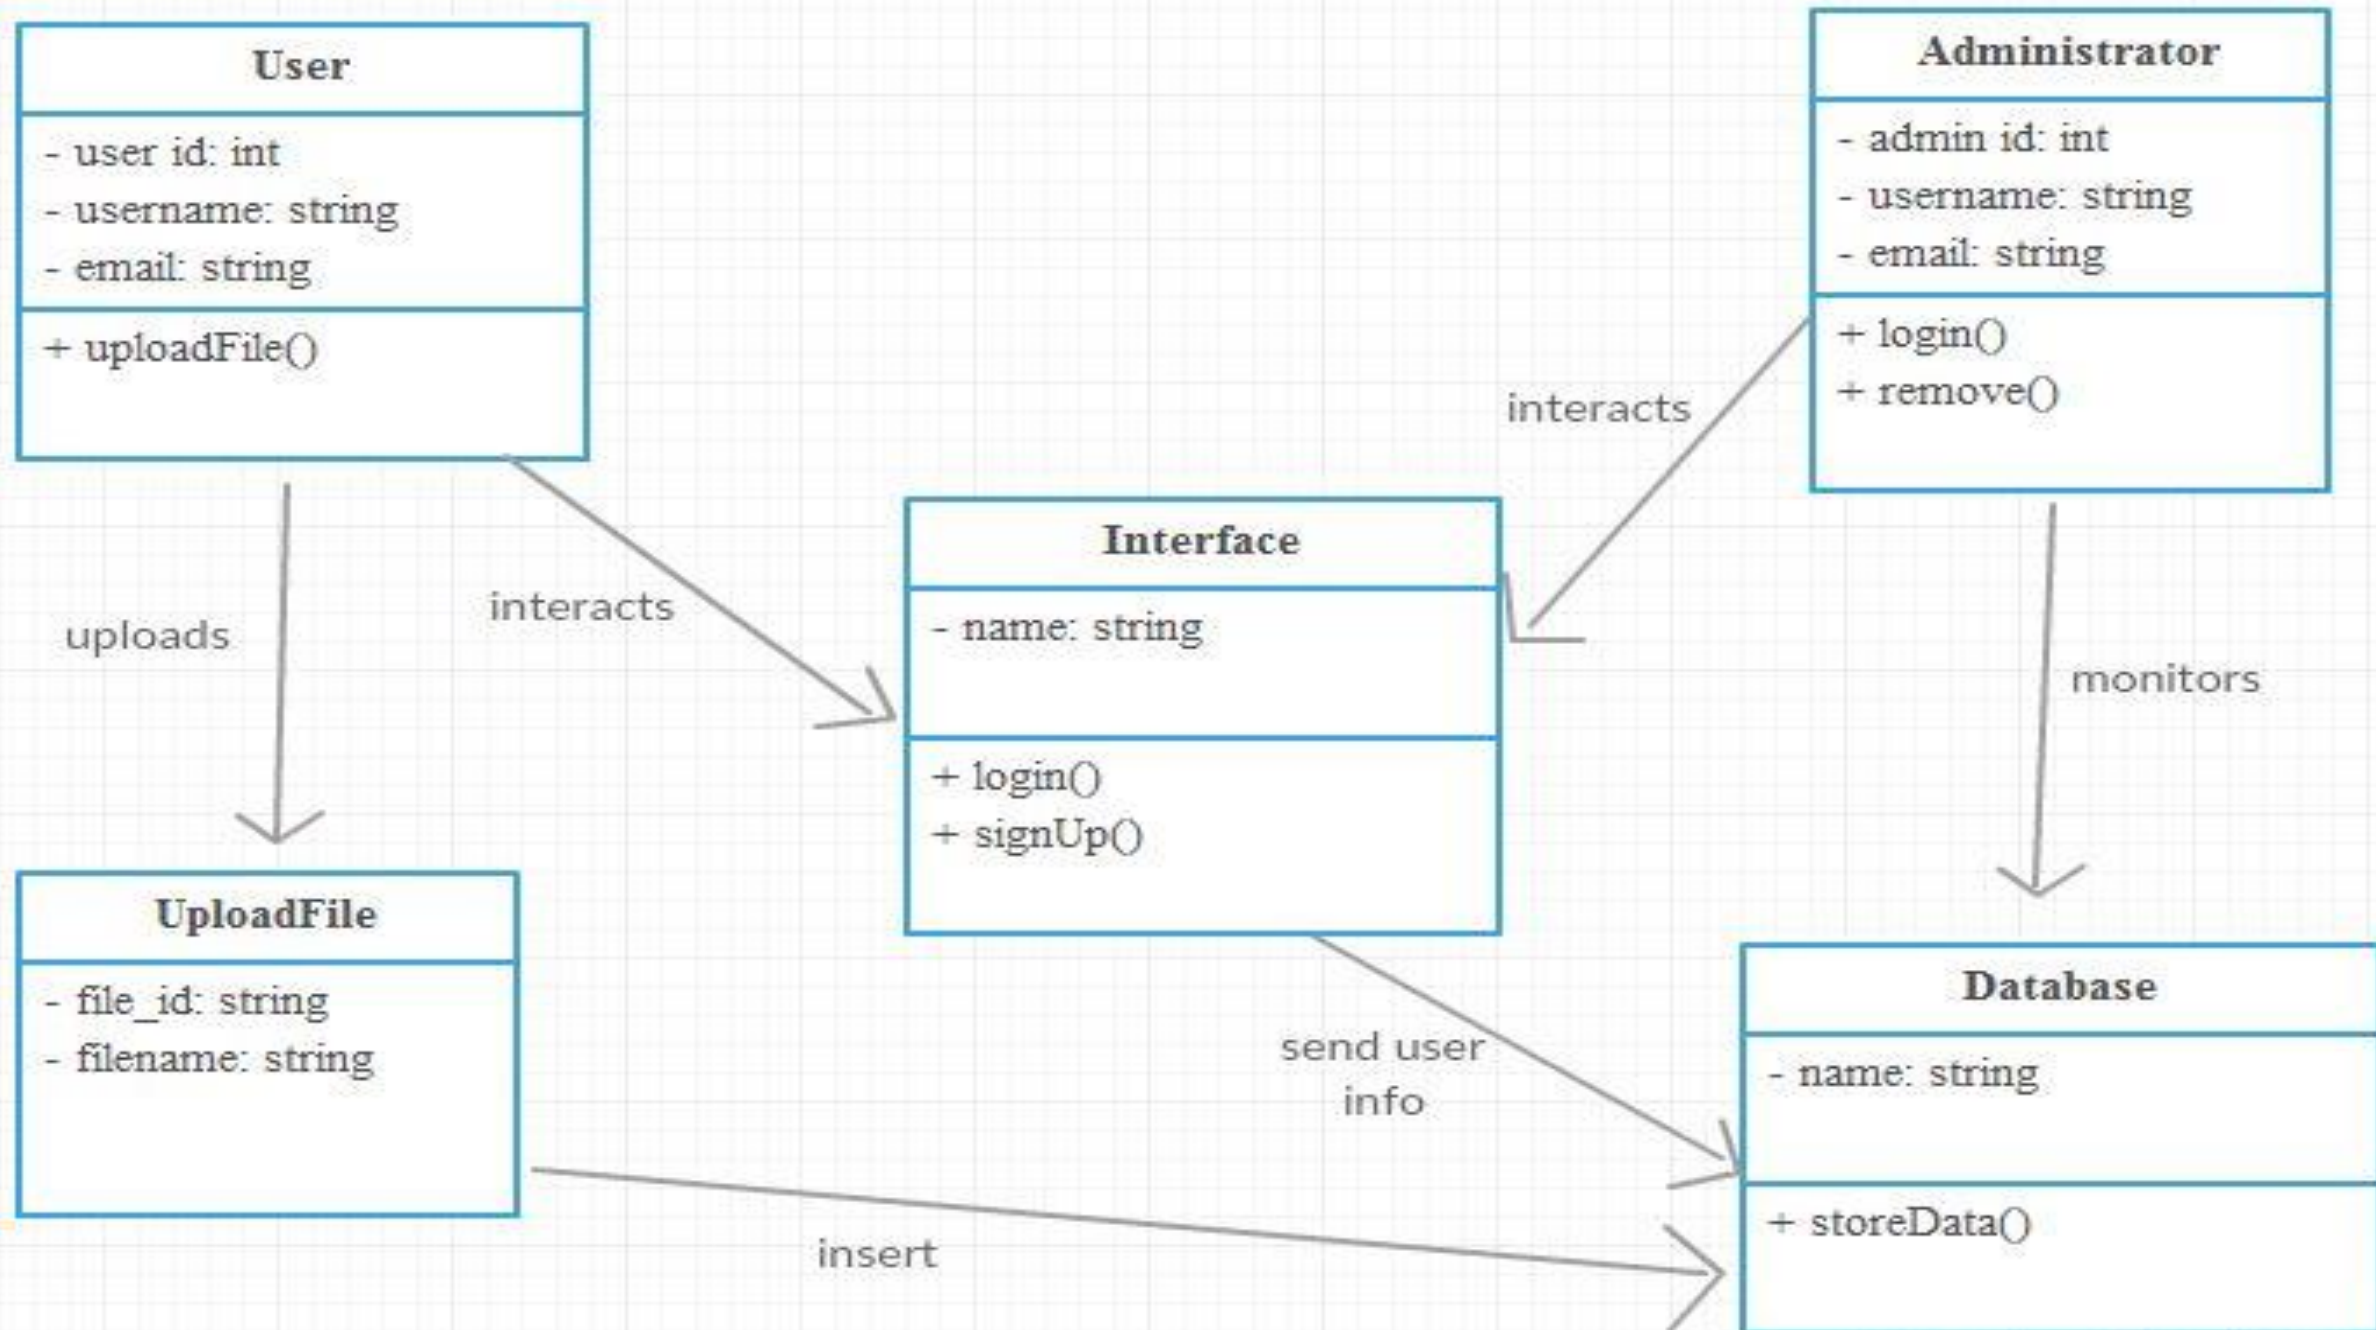 User
- user id: int
- username: string
- email: string
+ uploadFile()
Administrator
- admin id: int
- username: string
- email: string
+ login()
+ remove()
interacts
interacts
uploads
monitors
Interface
- name: string
+ login()
+ signUp()
UploadFile
- file_id: string
- filename: string
send user
info
insert
Database
- name: string
+ storeData()